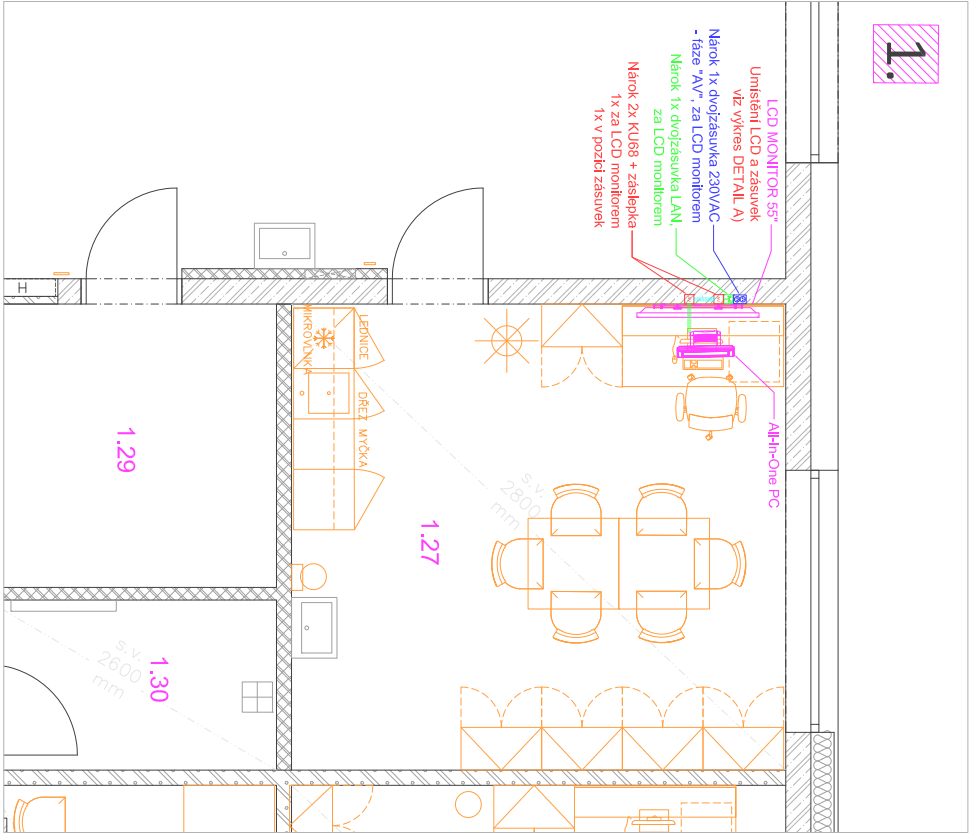 1.
LCD MONITOR 55"
Umístění LCD a zásuvek
viz výkres DETAIL A)
Nárok 1x dvojzásuvka 230VAC
- fáze "AV", za LCD monitorem
Nárok 1x dvojzásuvka LAN,
za LCD monitorem
Nárok 2x KU68 + záslepka
1x za LCD monitorem
1x v pozici zásuvek
All-In-One PC
H
LEDNICE
MIKROVLNKA
DŘEZ
MYČKA
s.v.
2800
mm
1.27
1.29
1.30
s.v.
2600
mm